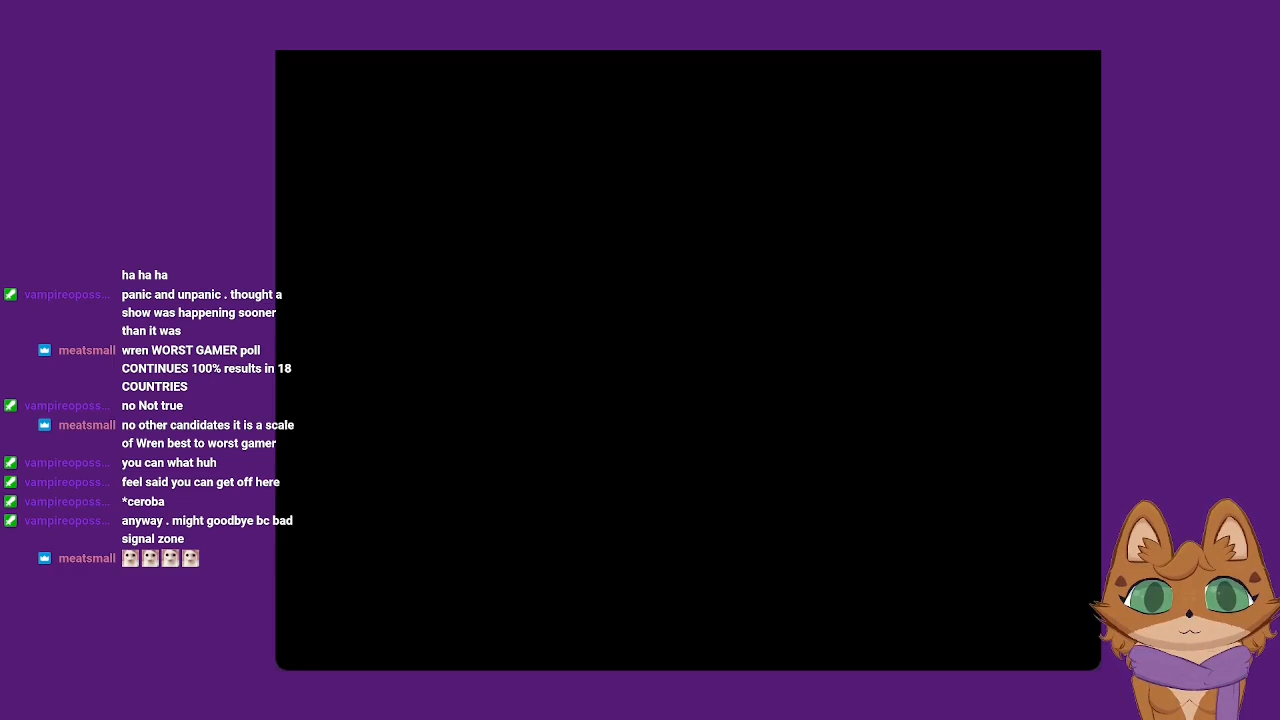 ha ha ha
vampireoposs... panic and unpanic . thought a
show was happening sooner
than it was
meatsmall wren WORST GAMER poll
CONTINUES 100% results in 18
COUNTRIES
vampireoposs... no Not true
meatsmall no other candidates it is a scale
of Wren best to worst gamer
vampireoposs... you can what huh
vampireoposs... feel said you can get off here
vampireoposs... *ceroba
vampireoposs... anyway . might goodbye bc bad
signal zone
meatsmall